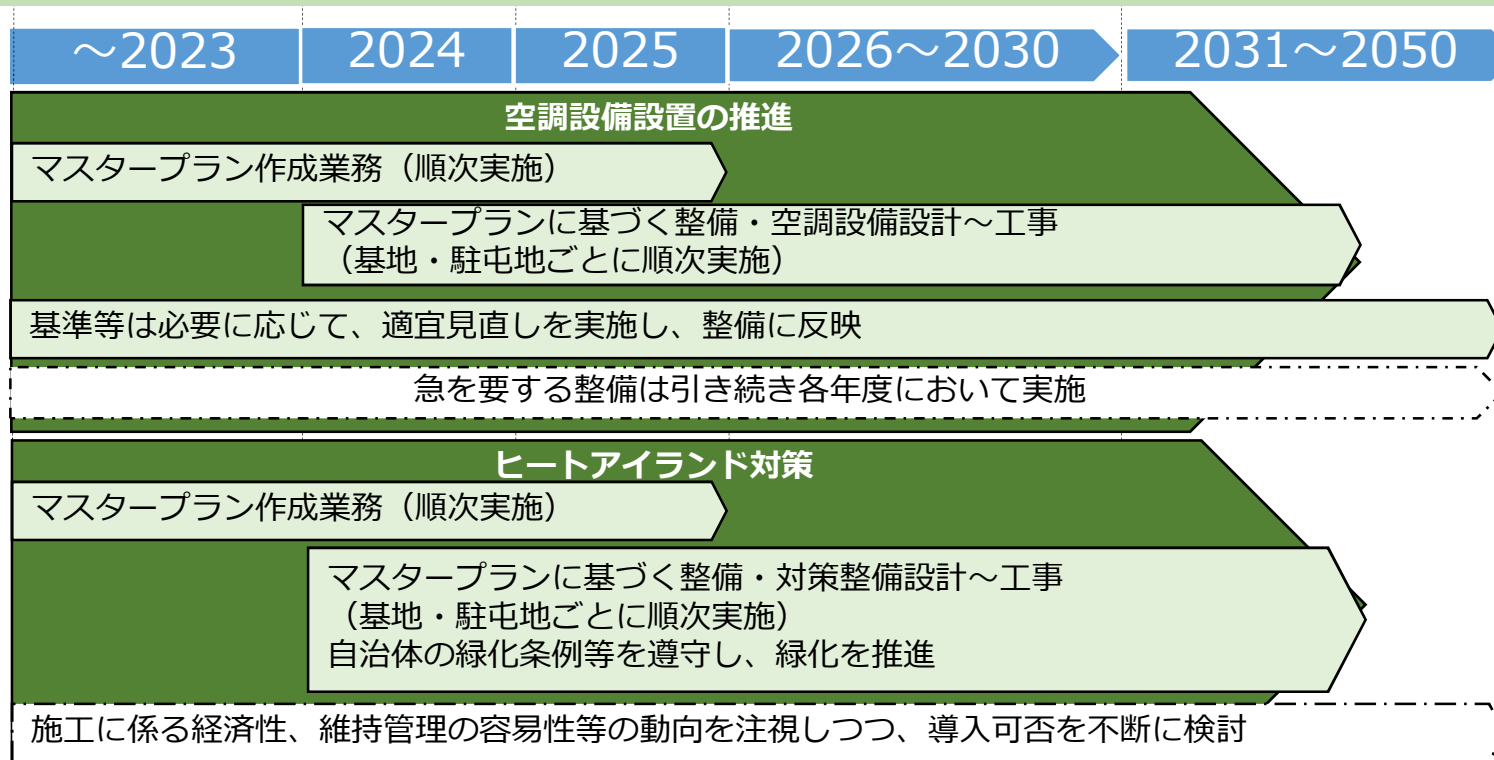 ～2023
2024
2025
2026～2030
2031～2050
空調設備設置の推進
マスタープラン作成業務（順次実施）
マスタープランに基づく整備・空調設備設計～工事
（基地・駐屯地ごとに順次実施）
基準等は必要に応じて、適宜見直しを実施し、整備に反映
急を要する整備は引き続き各年度において実施
ヒートアイランド対策
マスタープラン作成業務（順次実施）
マスタープランに基づく整備・対策整備設計～工事
（基地・駐屯地ごとに順次実施）
自治体の緑化条例等を遵守し、緑化を推進
施工に係る経済性、維持管理の容易性等の動向を注視しつつ、導入可否を不断に検討